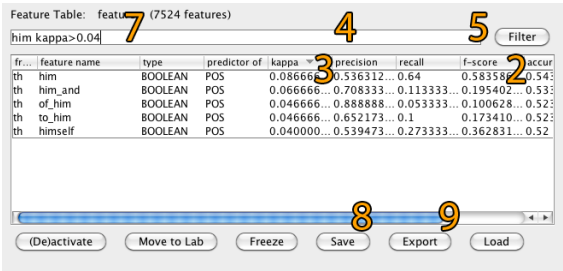 Feature Table: featur (7524 features)
7 4 5
him kappa>0.04 Filter
fr... feature name type predictor of kappa precision recall f-score accur
3 2
th him BOOLEAN POS 0.086666... 0.536312... 0.64 0.583586... 0.543
th him_and BOOLEAN POS 0.066666... 0.708333... 0.113333... 0.195402... 0.533
th of_him BOOLEAN POS 0.046666... 0.888888... 0.053333... 0.100628... 0.523
th to_him BOOLEAN POS 0.046666... 0.652173... 0.1 0.173410... 0.523
th himself BOOLEAN POS 0.040000... 0.539473... 0.273333... 0.362831... 0.52
8 9
(De)activate Move to Lab Freeze Save Export Load